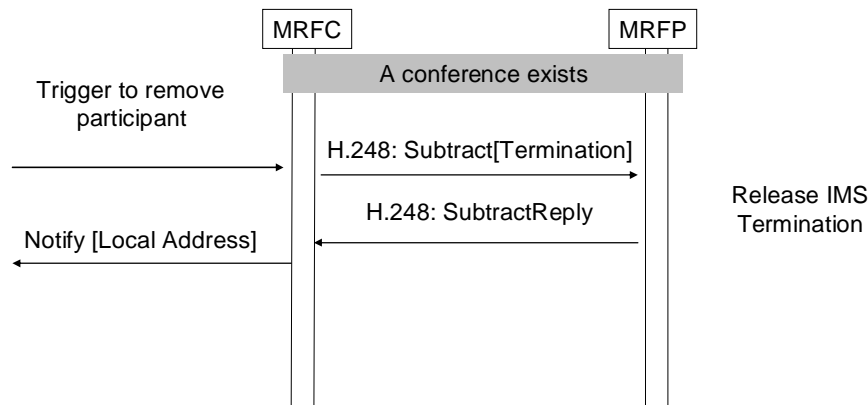 MRFC
MRFP
A conference exists
Trigger to remove
participant
H.248: Subtract[Termination]
Release IMS
Termination
H.248: SubtractReply
Notify [Local Address]